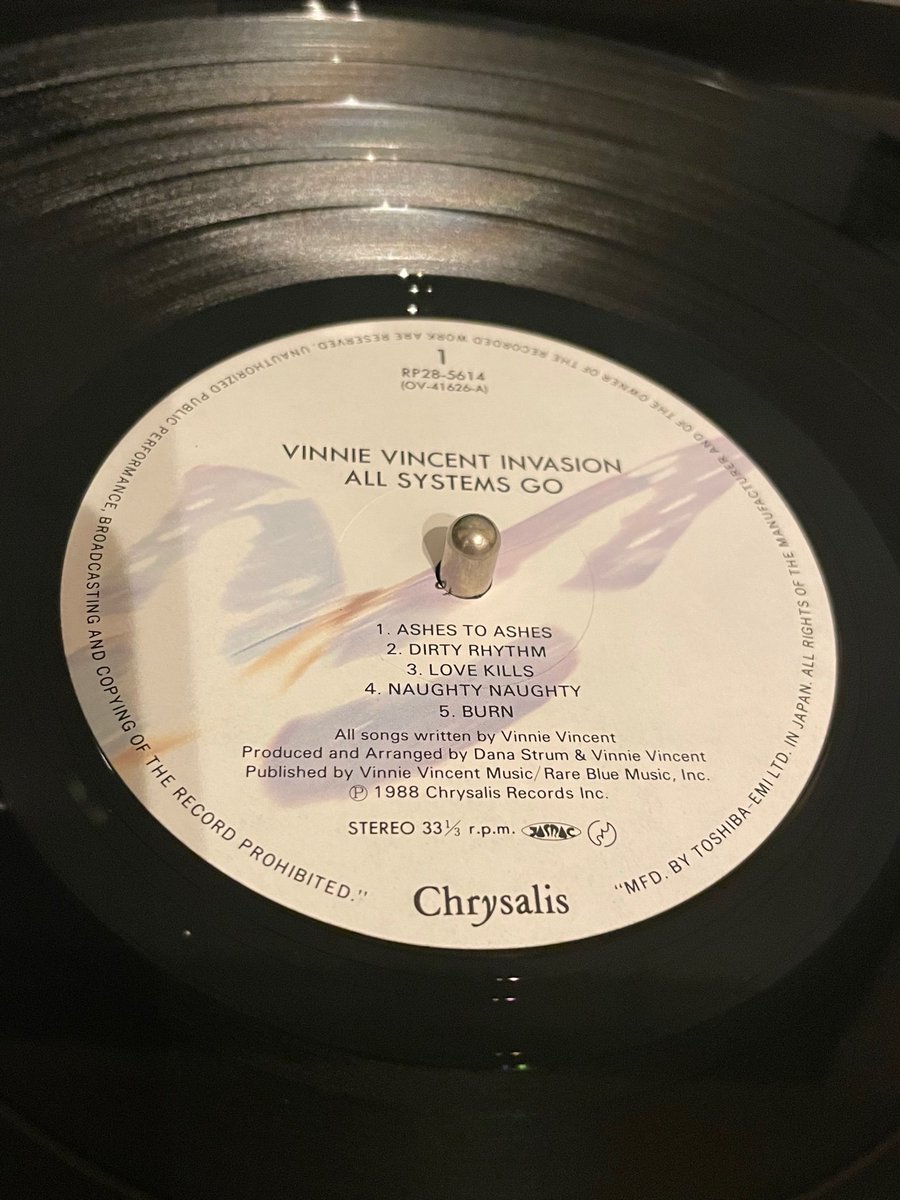 1
RP28-5614
(OV-41626-A)
VINNIE VINCENT INVASION
ALL SYSTEMS GO
1. ASHES TO ASHES
2. DIRTY RHYTHM
3. LOVE KILLS
4. NAUGHTY NAUGHTY
5. BURN
All songs written by Vinnie Vincent
Produced and Arranged by Dana Strum & Vinnie Vincent
Published by Vinnie Vincent Music/Rare Blue Music, Inc.
℗ 1988 Chrysalis Records Inc.
STEREO 33⅓ r.p.m. JASRAC
Chrysalis
"MFD. BY TOSHIBA-EMI LTD. IN JAPAN. ALL RIGHTS OF THE MANUFACTURER AND OF THE OWNER OF THE RECORDED WORK ARE RESERVED. UNAUTHORIZED PUBLIC PERFORMANCE, BROADCASTING AND COPYING OF THE RECORD PROHIBITED."